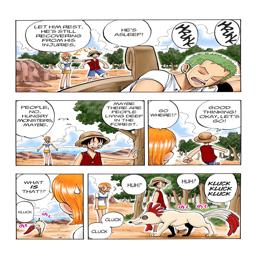 LET HIM REST.
HE'S STILL
RECOVERING
FROM HIS
INJURIES.
HE'S
ASLEEP!
PEOPLE,
NO.
HUNGRY
MONSTERS,
MAYBE.
MAYBE
THERE ARE
PEOPLE
LIVING DEEP
IN THE
FOREST.
GO
WHERE!?
GOOD
THINKING!
OKAY, LET'S
GO!
WHAT
IS
THAT!?
KLUCK
CLUCK
HUH?
CLUCK
HUH?
KLUCK
KLUCK
KLUCK